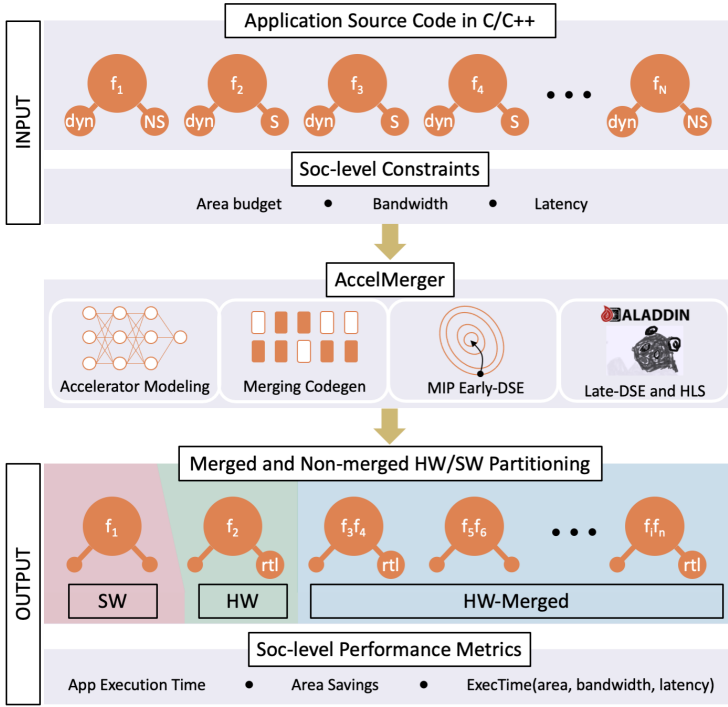 Application Source Code in C/C++
INPUT
f1 f2 f3 f4 • • • fN
dyn NS dyn S dyn S dyn S dyn NS
Soc-level Constraints
Area budget • Bandwidth • Latency
AccelMerger
ALADDIN
Accelerator Modeling Merging Codegen MIP Early-DSE Late-DSE and HLS
Merged and Non-merged HW/SW Partitioning
OUTPUT
f1 f2 f3f4 f5f6 • • • fifn
rtl rtl rtl rtl
SW HW HW-Merged
Soc-level Performance Metrics
App Execution Time • Area Savings • ExecTime(area, bandwidth, latency)